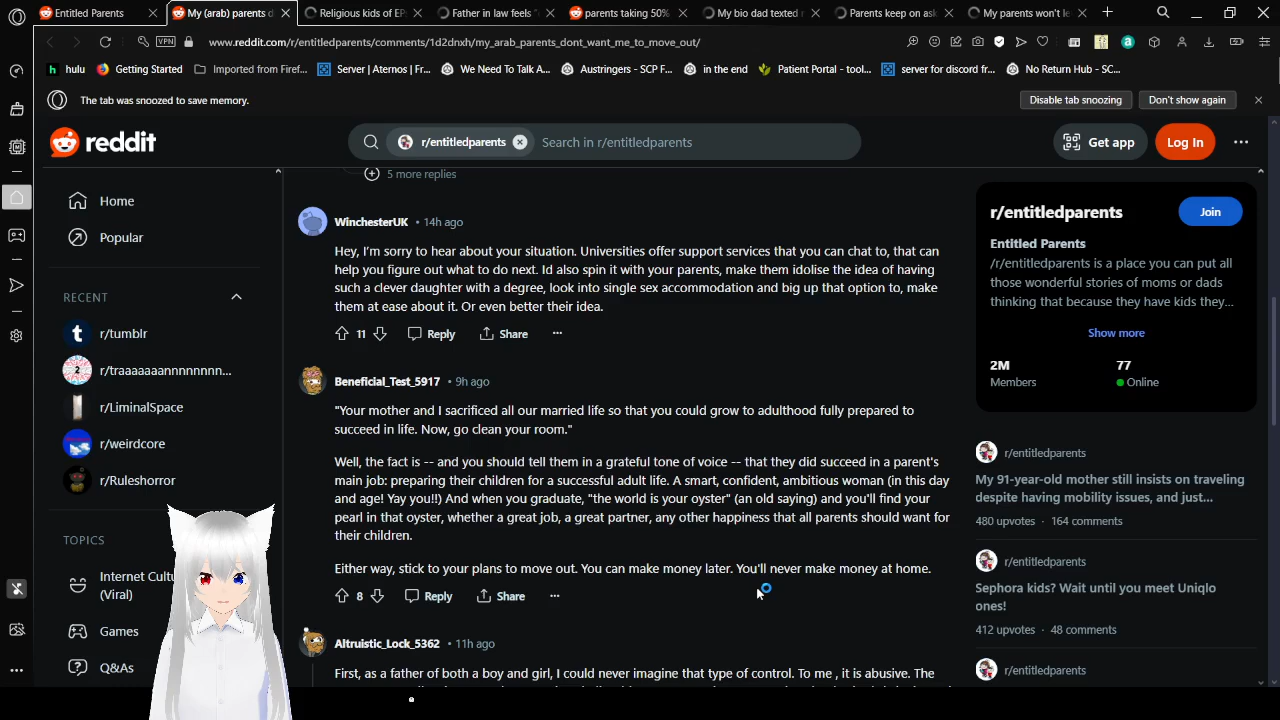 Entitled Parents
My (arab) parents d
Religious kids of EP
Father in law feels "
parents taking 50%
My bio dad texted
Parents keep on as
My parents won't le
VPN
www.reddit.com/r/entitledparents/comments/1d2dnxh/my_arab_parents_dont_want_me_to_move_out/
hulu
Getting Started
Imported from Firef...
Server | Aternos | Fr...
We Need To Talk A...
Austringers - SCP F...
in the end
Patient Portal - tool...
server for discord fr...
No Return Hub - SC...
The tab was snoozed to save memory.
Disable tab snoozing
Don't show again
reddit
r/entitledparents
Search in r/entitledparents
Get app
Log In
Home
Popular
RECENT
r/tumblr
r/traaaaaaannnnnnnn...
r/LiminalSpace
r/weirdcore
r/Ruleshorror
TOPICS
Internet Cultu
(Viral)
Games
Q&As
5 more replies
WinchesterUK • 14h ago
Hey, I'm sorry to hear about your situation. Universities offer support services that you can chat to, that can
help you figure out what to do next. Id also spin it with your parents, make them idolise the idea of having
such a clever daughter with a degree, look into single sex accommodation and big up that option to, make
them at ease about it. Or even better their idea.
11
Reply
Share
Beneficial_Test_5917 • 9h ago
"Your mother and I sacrificed all our married life so that you could grow to adulthood fully prepared to
succeed in life. Now, go clean your room."
Well, the fact is -- and you should tell them in a grateful tone of voice -- that they did succeed in a parent's
main job: preparing their children for a successful adult life. A smart, confident, ambitious woman (in this day
and age! Yay you!!) And when you graduate, "the world is your oyster" (an old saying) and you'll find your
pearl in that oyster, whether a great job, a great partner, any other happiness that all parents should want for
their children.
Either way, stick to your plans to move out. You can make money later. You'll never make money at home.
8
Reply
Share
Altruistic_Lock_5362 • 11h ago
First, as a father of both a boy and girl, I could never imagine that type of control. To me , it is abusive. The
r/entitledparents
Join
Entitled Parents
/r/entitledparents is a place you can put all
those wonderful stories of moms or dads
thinking that because they have kids they...
Show more
2M
Members
77
Online
r/entitledparents
My 91-year-old mother still insists on traveling
despite having mobility issues, and just...
480 upvotes • 164 comments
r/entitledparents
Sephora kids? Wait until you meet Uniqlo
ones!
412 upvotes • 48 comments
r/entitledparents